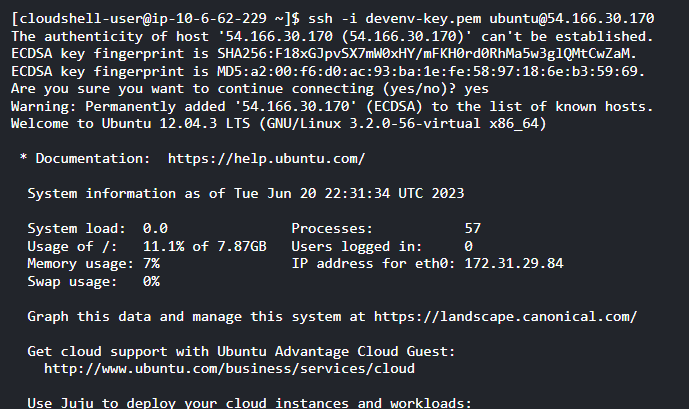 [cloudshell-user@ip-10-6-62-229 ~]$ ssh -i devenv-key.pem ubuntu@54.166.30.170
The authenticity of host '54.166.30.170 (54.166.30.170)' can't be established.
ECDSA key fingerprint is SHA256:F18xGJpvSX7mW0xHY/mFKH0rd0RhMa5w3glQMtCwZaM.
ECDSA key fingerprint is MD5:a2:00:f6:d0:ac:93:ba:1e:fe:58:97:18:6e:b3:59:69.
Are you sure you want to continue connecting (yes/no)? yes
Warning: Permanently added '54.166.30.170' (ECDSA) to the list of known hosts.
Welcome to Ubuntu 12.04.3 LTS (GNU/Linux 3.2.0-56-virtual x86_64)
* Documentation:  https://help.ubuntu.com/
System information as of Tue Jun 20 22:31:34 UTC 2023
System load:  0.0               Processes:           57
Usage of /:   11.1% of 7.87GB   Users logged in:     0
Memory usage: 7%                IP address for eth0: 172.31.29.84
Swap usage:   0%
Graph this data and manage this system at https://landscape.canonical.com/
Get cloud support with Ubuntu Advantage Cloud Guest:
http://www.ubuntu.com/business/services/cloud
Use Juju to deploy your cloud instances and workloads: